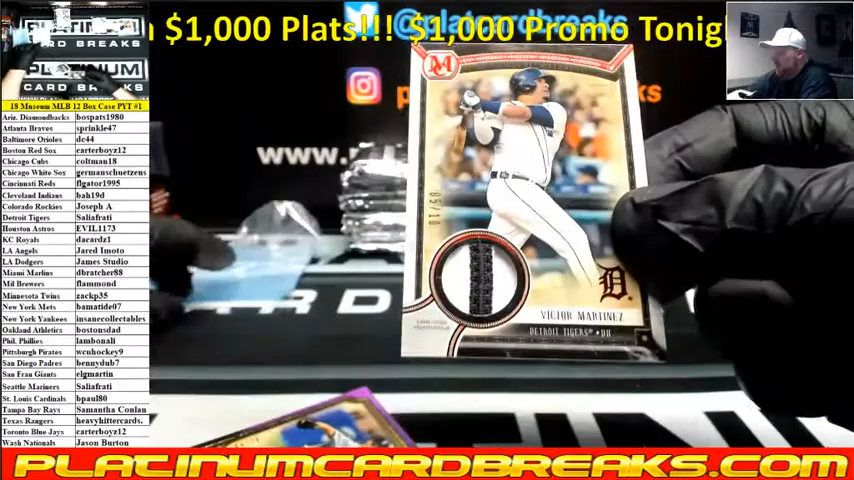 $1,000 Plats!!! $1,000 Promo Tonig
@platcardbreaks
PLATINUM
CARD BREAKS
PLATINUM
CARD BREAKS
18 Museum MLB 12 Box Case PYT #1
Ariz. Diamondbacks bospats1980
Atlanta Braves sprinkle47
Baltimore Orioles dc44
Boston Red Sox carterboyz12
Chicago Cubs coltman18
Chicago White Sox germanschuetzens
Cincinnati Reds flgator1995
Cleveland Indians bah19d
Colorado Rockies Joseph A
Detroit Tigers Saliafrati
Houston Astros EVIL1173
KC Royals dacardz1
LA Angels Jared Imoto
LA Dodgers James Studio
Miami Marlins dbratcher88
Mil Brewers flammond
Minnesota Twins zackp35
New York Mets bamatide07
New York Yankees insanecollectables
Oakland Athletics bostonsdad
Phil. Phillies lambonali
Pittsburgh Pirates wcuhockey9
San Diego Padres bennydub7
San Fran Giants elgmartin
Seattle Mariners Saliafrati
St. Louis Cardinals bpaul80
Tampa Bay Rays Samantha Conlan
Texas Rangers heavyhittercards.
Toronto Blue Jays carterboyz12
Wash Nationals Jason Burton
www.pla
MC
05/10
D
VICTOR MARTINEZ
DETROIT TIGERS • DH
PLATINUMCARDBREAKS.COM